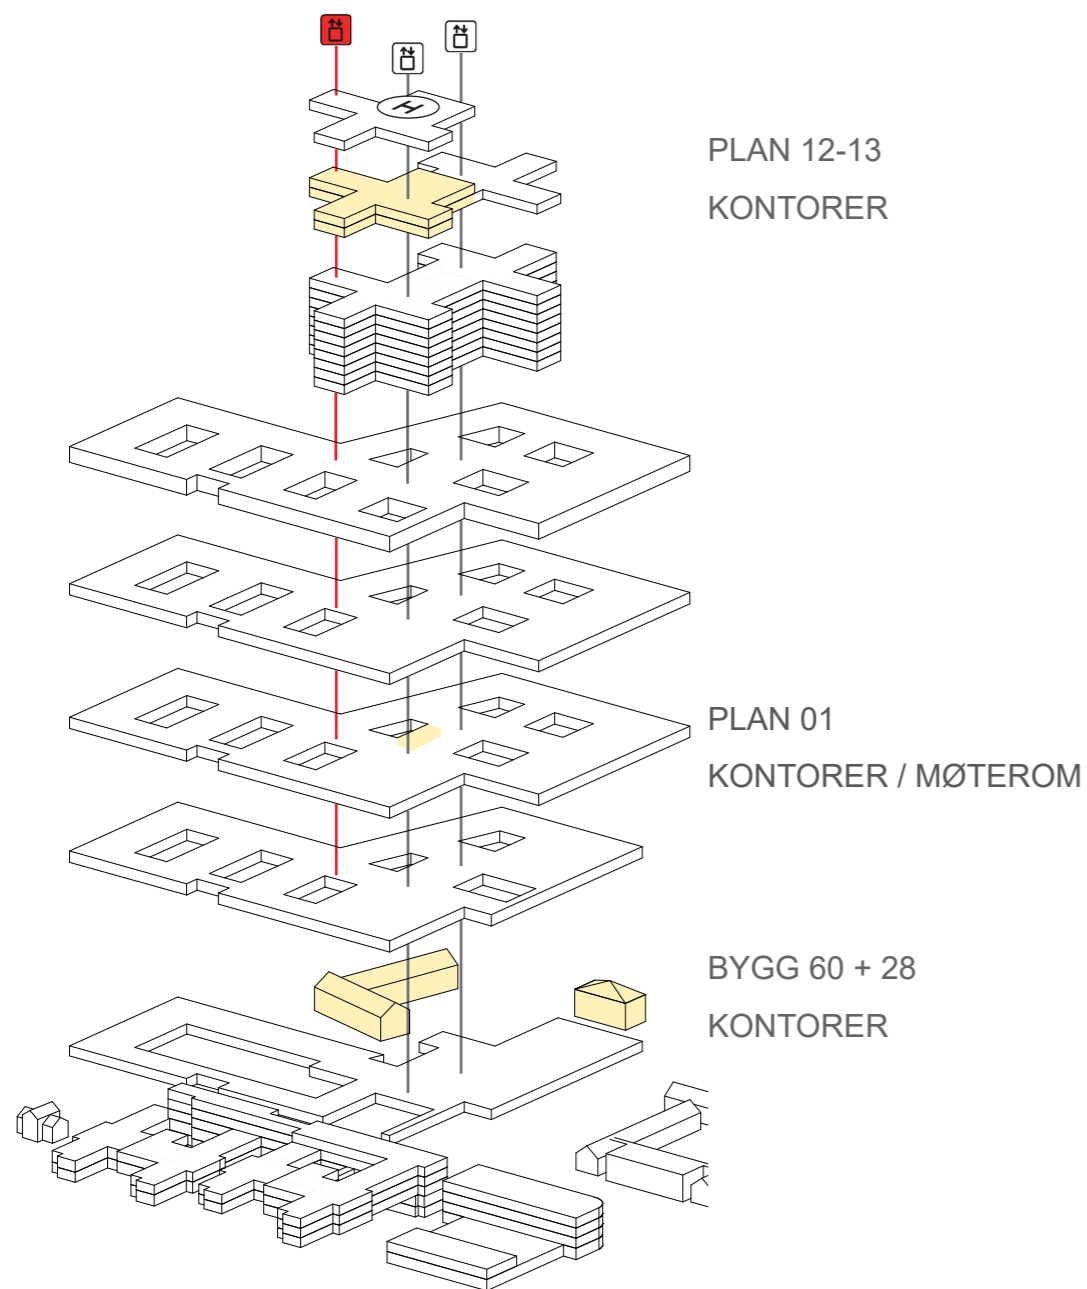 H
PLAN 12-13
KONTORER
PLAN 01
KONTORER / MØTEROM
BYGG 60 + 28
KONTORER